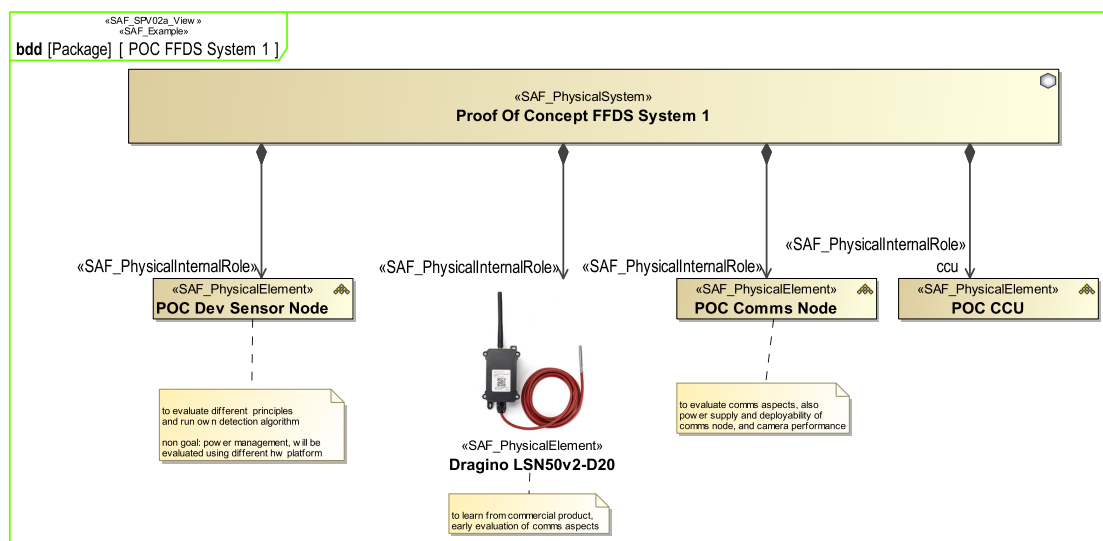 «SAF_SPV02a_View »
«SAF_Example»
bdd [Package] [ POC FFDS System 1 ]
«SAF_PhysicalSystem»
Proof Of Concept FFDS System 1
«SAF_PhysicalInternalRole»
«SAF_PhysicalInternalRole»
«SAF_PhysicalInternalRole»
«SAF_PhysicalInternalRole»
ccu
«SAF_PhysicalElement»
POC Dev Sensor Node
«SAF_PhysicalElement»
POC Comms Node
«SAF_PhysicalElement»
POC CCU
to evaluate different principles
and run own detection algorithm
non goal: power management, will be
evaluated using different hw platform
«SAF_PhysicalElement»
Dragino LSN50v2-D20
to learn from commercial product,
early evaluation of comms aspects
to evaluate comms aspects, also
power supply and deployability of
comms node, and camera performance